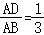 AD/AB = 1/3